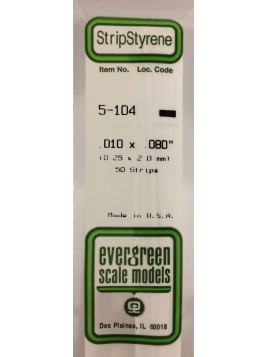 StripStyrene
Item No. Loc. Code
5-104
.010 x .080"
(0.25 x 2.0 mm)
50 Strips
Made in U.S.A.
evergreen
scale models
Des Plaines, IL 60018